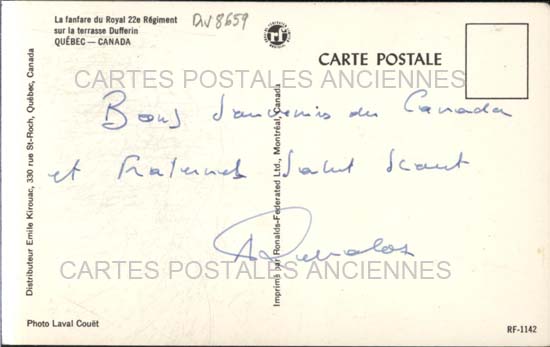 La fanfare du Royal 22e Régiment
sur la terrasse Dufferin
QUÉBEC — CANADA
DIV 8659
CARTE POSTALE
CARTES POSTALES ANCIENNES
Bons souvenirs du Canada
et fraternel salut scout
CARTES POSTALES ANCIENNES
Distributeur Emile Kirouac, 330 rue St-Roch, Québec, Canada
Imprimé par Ronalds-Federated Ltd., Montréal, Canada
Photo Laval Couët
RF-1142